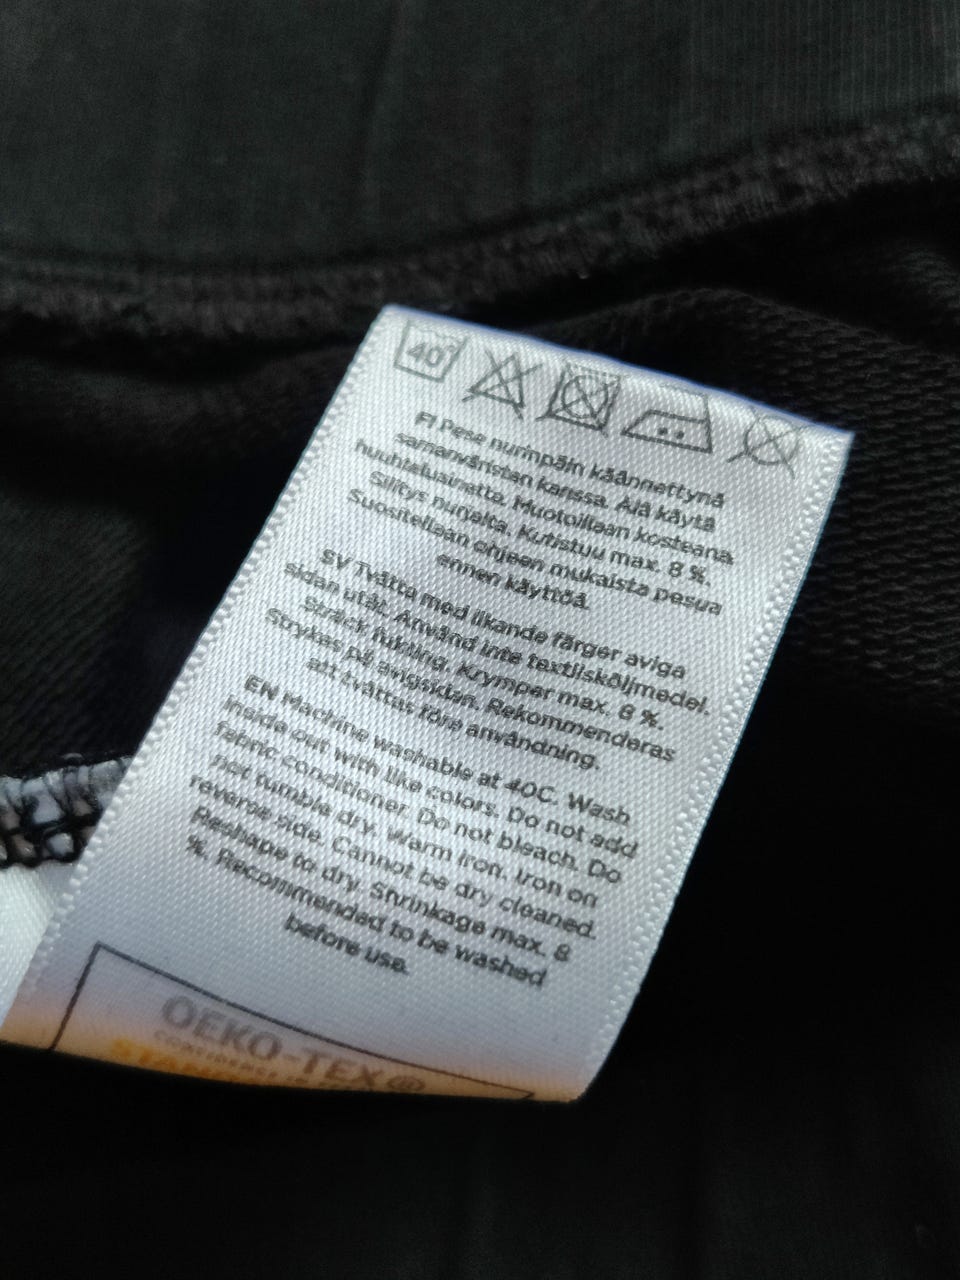 40°
FI Pese nurinpäin käännettynä
samanväristen kanssa. Älä käytä
huuhteluainetta. Muotoillaan kosteana.
Silitys nurjalta. Kutistuu max. 8 %.
Suositellaan ohjeen mukaista pesua
ennen käyttöä.
SV Tvätta med likande färger aviga
sidan utåt. Använd inte textilsköljmedel.
Sträck fuktling. Krymper max. 8 %.
Strykes på avigsidan. Rekommenderas
att tvättas före användning.
EN Machine washable at 40C. Wash
inside out with like colors. Do not add
fabric conditioner. Do not bleach. Do
not tumble dry. Warm iron. Iron on
reverse side. Cannot be dry cleaned.
Reshape to dry. Shrinkage max. 8
%. Recommended to be washed
before use.
OEKO-TEX®
CONFIDENCE IN